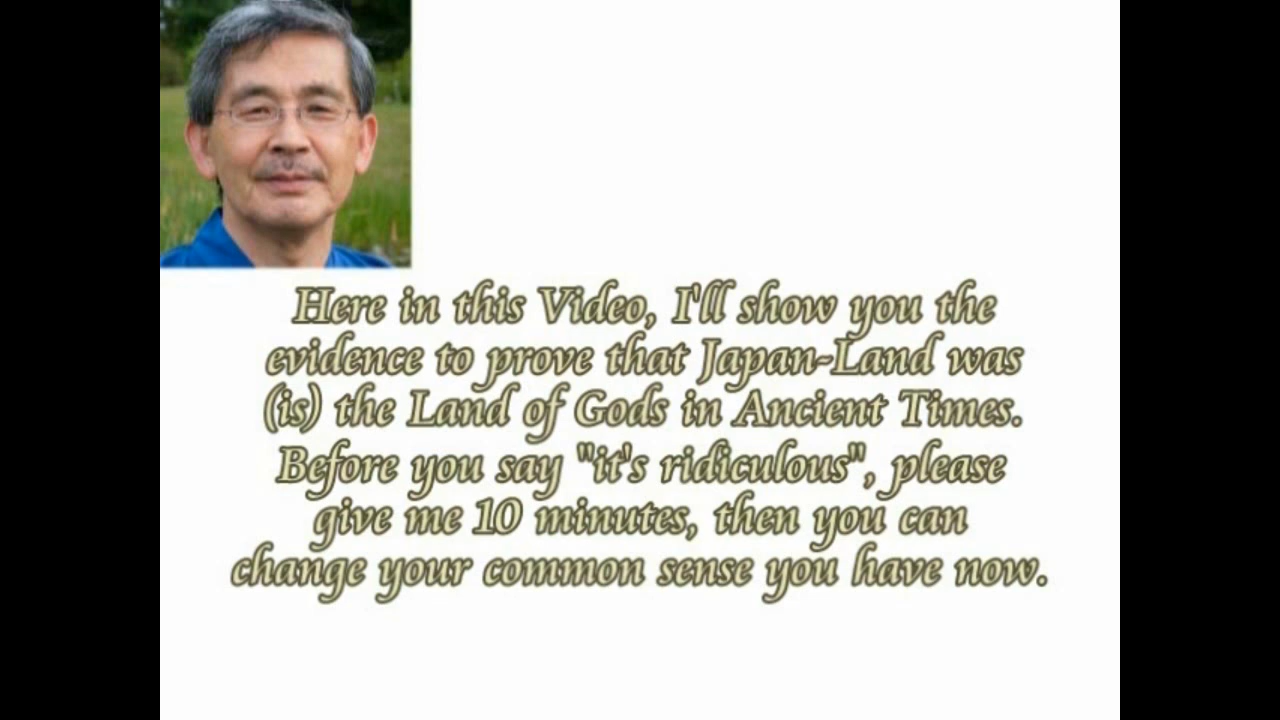 Here in this Video, I'll show you the
evidence to prove that Japan-Land was
(is) the Land of Gods in Ancient Times.
Before you say "it's ridiculous", please
give me 10 minutes, then you can
change your common sense you have now.